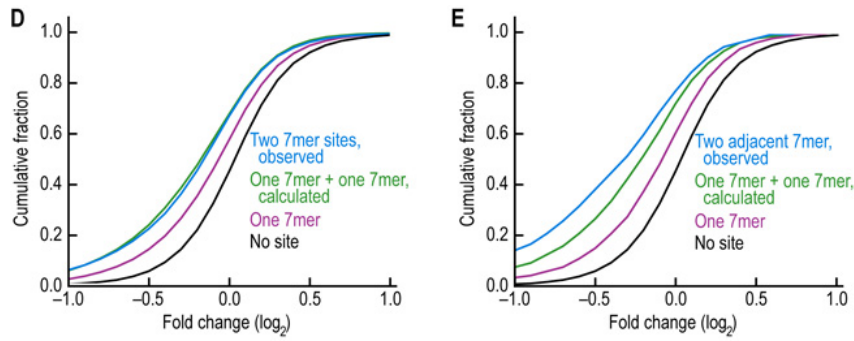 D
Cumulative fraction
1.0
0.8
0.6
0.4
0.2
0.0
Two 7mer sites,
observed
One 7mer + one 7mer,
calculated
One 7mer
No site
−1.0 −0.5 0.0 0.5 1.0
Fold change (log2)
E
Cumulative fraction
1.0
0.8
0.6
0.4
0.2
0.0
Two adjacent 7mer,
observed
One 7mer + one 7mer,
calculated
One 7mer
No site
−1.0 −0.5 0.0 0.5 1.0
Fold change (log2)